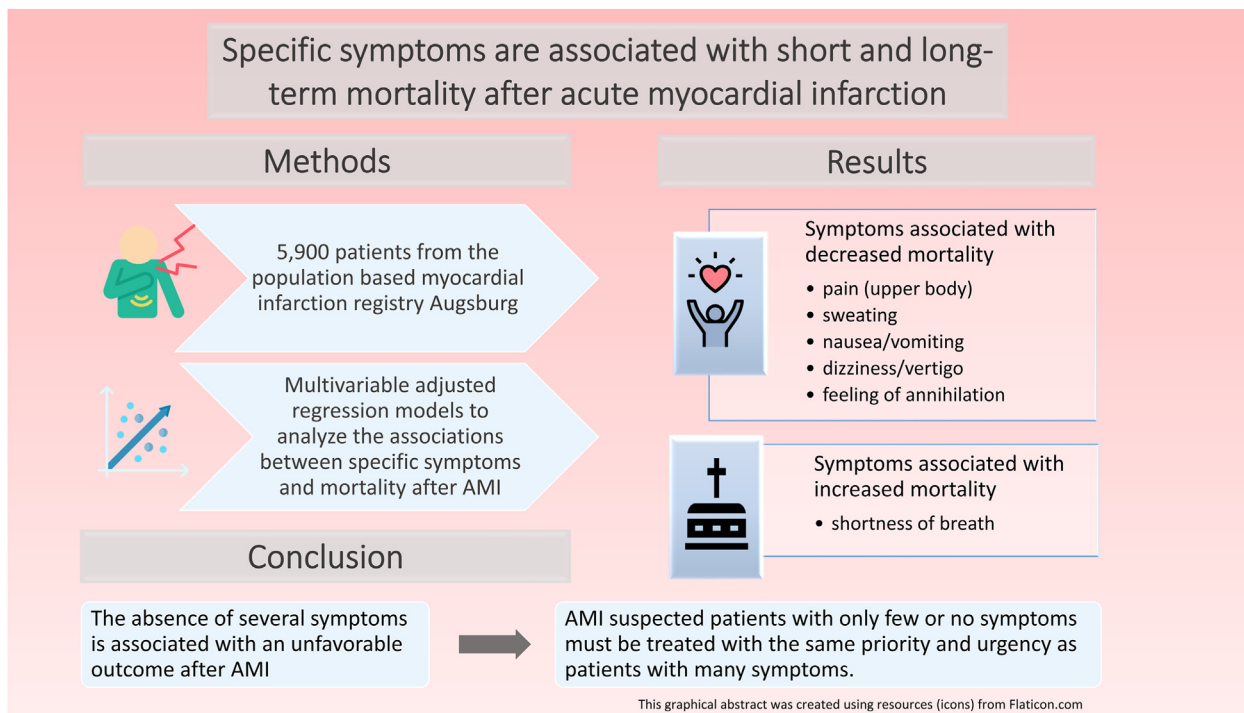 Specific symptoms are associated with short and long-
term mortality after acute myocardial infarction
Methods
5,900 patients from the
population based myocardial
infarction registry Augsburg
Multivariable adjusted
regression models to
analyze the associations
between specific symptoms
and mortality after AMI
Results
Symptoms associated with
decreased mortality
• pain (upper body)
• sweating
• nausea/vomiting
• dizziness/vertigo
• feeling of annihilation
Symptoms associated with
increased mortality
• shortness of breath
Conclusion
The absence of several symptoms
is associated with an unfavorable
outcome after AMI
AMI suspected patients with only few or no symptoms
must be treated with the same priority and urgency as
patients with many symptoms.
This graphical abstract was created using resources (icons) from Flaticon.com